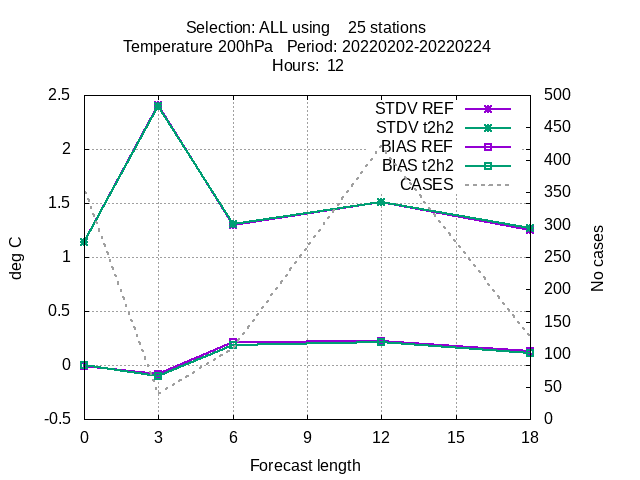 Selection: ALL using    25 stations
Temperature 200hPa   Period: 20220202-20220224
Hours: 12
2.5
2
1.5
1
0.5
0
-0.5
deg C
STDV REF
STDV t2h2
BIAS REF
BIAS t2h2
CASES
500
450
400
350
300
250
200
150
100
50
0
No cases
0 3 6 9 12 15 18
Forecast length